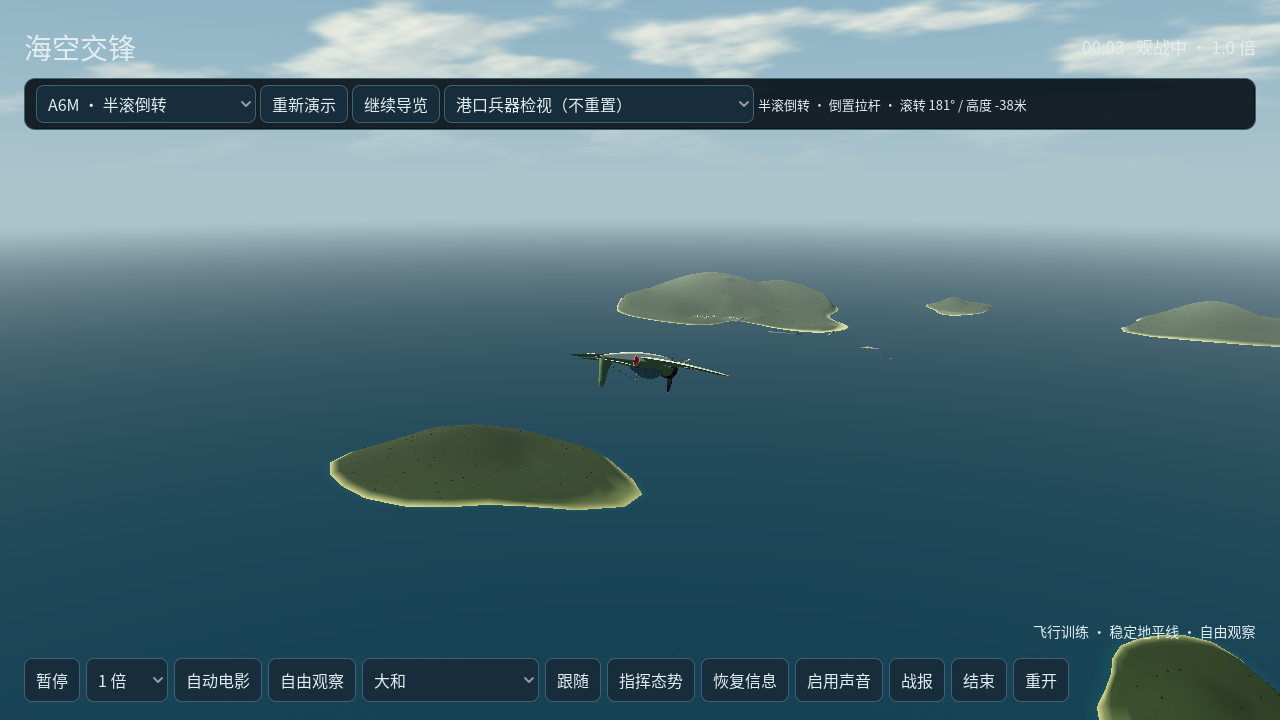 海空交锋
00:03 观战中 · 1.0 倍
A6M · 半滚倒转
重新演示
继续导览
港口兵器检视（不重置）
半滚倒转 · 倒置拉杆 · 滚转 181° / 高度 -38米
飞行训练 · 稳定地平线 · 自由观察
暂停
1 倍
自动电影
自由观察
大和
跟随
指挥态势
恢复信息
启用声音
战报
结束
重开